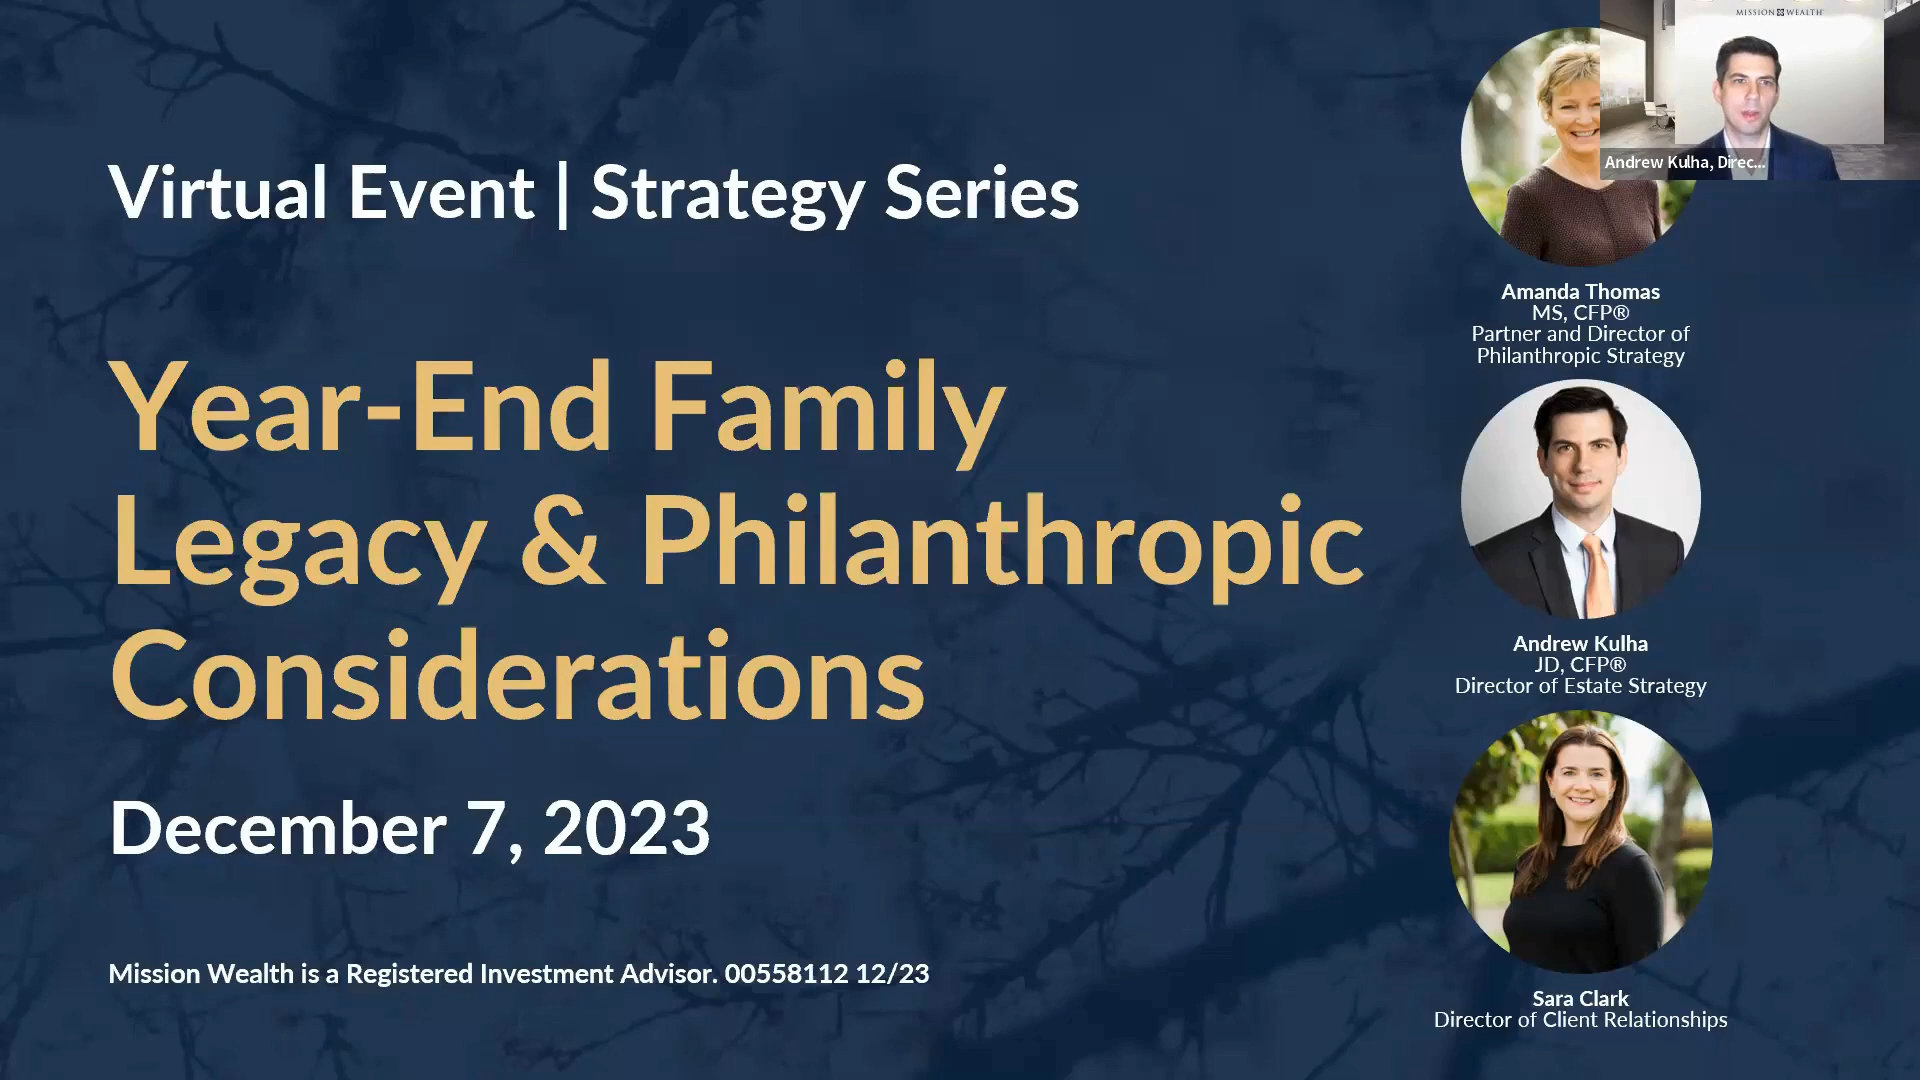 MISSION WEALTH
Andrew Kulha, Direc...
Virtual Event | Strategy Series
Year-End Family
Legacy & Philanthropic
Considerations
December 7, 2023
Mission Wealth is a Registered Investment Advisor. 00558112 12/23
Amanda Thomas
MS, CFP®
Partner and Director of
Philanthropic Strategy
Andrew Kulha
JD, CFP®
Director of Estate Strategy
Sara Clark
Director of Client Relationships